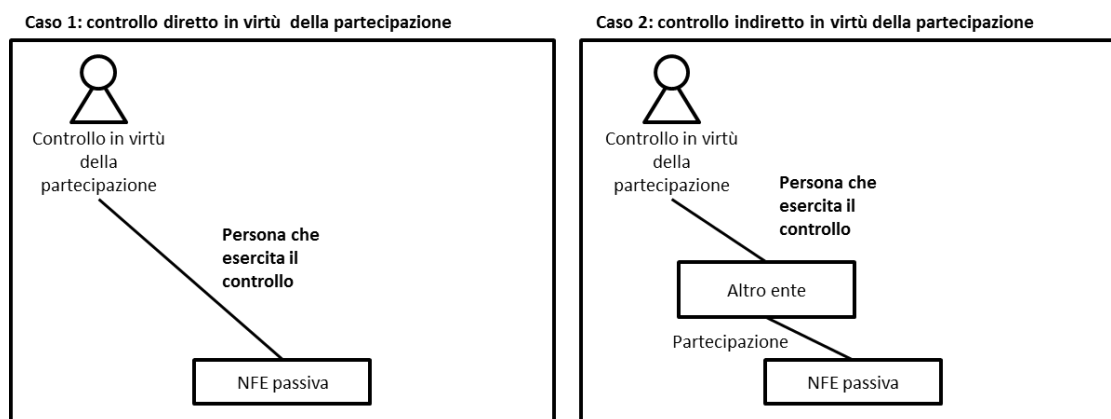 Caso 1: controllo diretto in virtù della partecipazione
Controllo in virtù
della
partecipazione
Persona che
esercita il
controllo
NFE passiva
Caso 2: controllo indiretto in virtù della partecipazione
Controllo in virtù
della
partecipazione
Persona che
esercita il
controllo
Altro ente
Partecipazione
NFE passiva